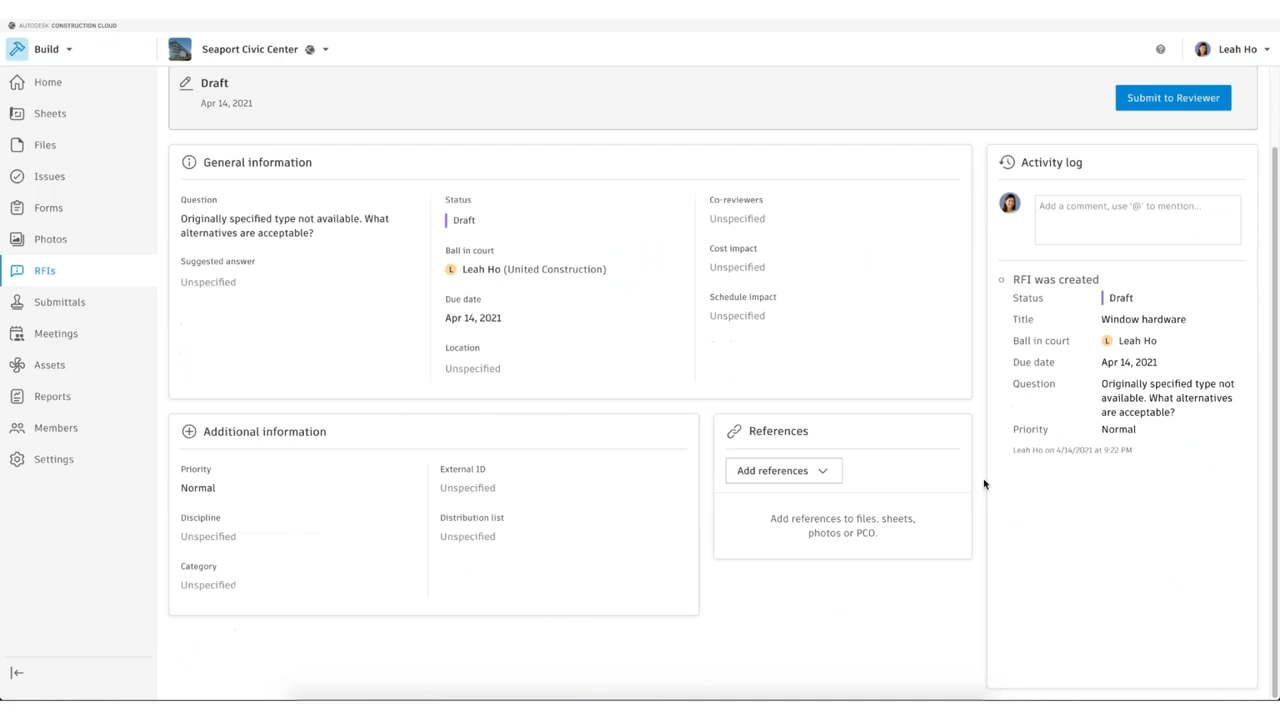 AUTODESK CONSTRUCTION CLOUD
Build
Seaport Civic Center
Leah Ho
Home
Sheets
Files
Issues
Forms
Photos
RFIs
Submittals
Meetings
Assets
Reports
Members
Settings
Draft
Apr 14, 2021
Submit to Reviewer
General information
Question
Originally specified type not available. What
alternatives are acceptable?
Suggested answer
Unspecified
Status
Draft
Ball in court
L Leah Ho (United Construction)
Due date
Apr 14, 2021
Location
Unspecified
Co-reviewers
Unspecified
Cost impact
Unspecified
Schedule impact
Unspecified
Additional information
Priority
Normal
Discipline
Unspecified
Category
Unspecified
External ID
Unspecified
Distribution list
Unspecified
References
Add references
Add references to files. sheets,
photos or PCO.
Activity log
Add a comment, use '@' to mention...
RFI was created
Status Draft
Title Window hardware
Ball in court L Leah Ho
Due date Apr 14, 2021
Question Originally specified type not
available. What alternatives
are acceptable?
Priority Normal
Leah Ho on 4/14/2021 at 9:22 PM